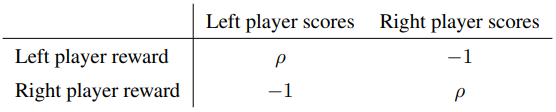 Left player scores Right player scores
Left player reward ρ −1
Right player reward −1 ρ